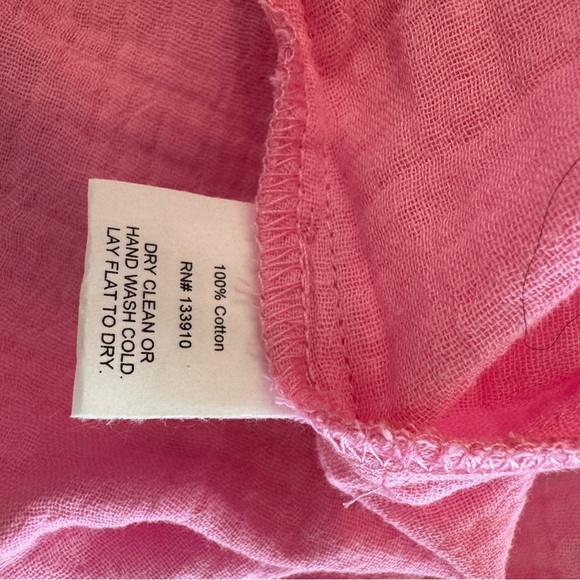 100% Cotton
RN# 133910
DRY CLEAN OR
HAND WASH COLD.
LAY FLAT TO DRY.